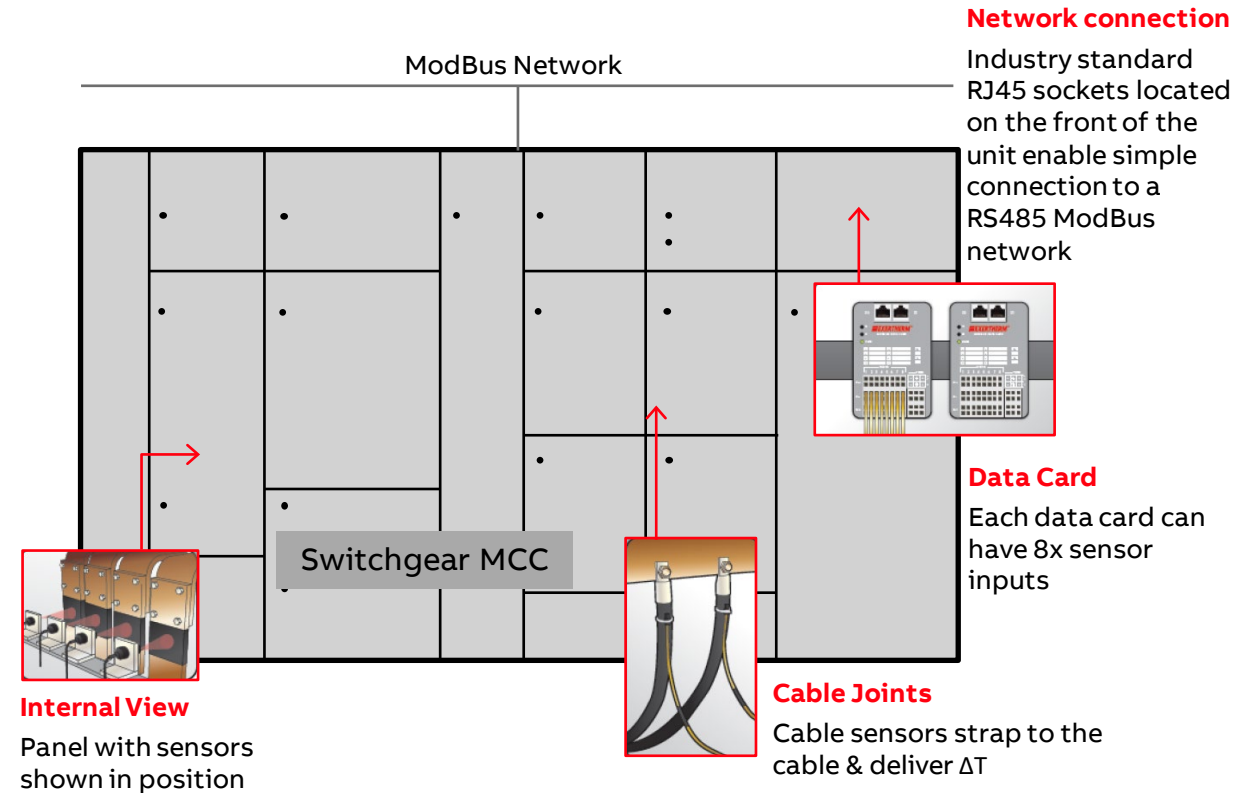 Network connection
Industry standard
RJ45 sockets located
on the front of the
unit enable simple
connection to a
RS485 ModBus
network
ModBus Network
EXERTHERM
EXERTHERM
Data Card
Each data card can
have 8x sensor
inputs
Switchgear MCC
Internal View
Panel with sensors
shown in position
Cable Joints
Cable sensors strap to the
cable & deliver ΔT